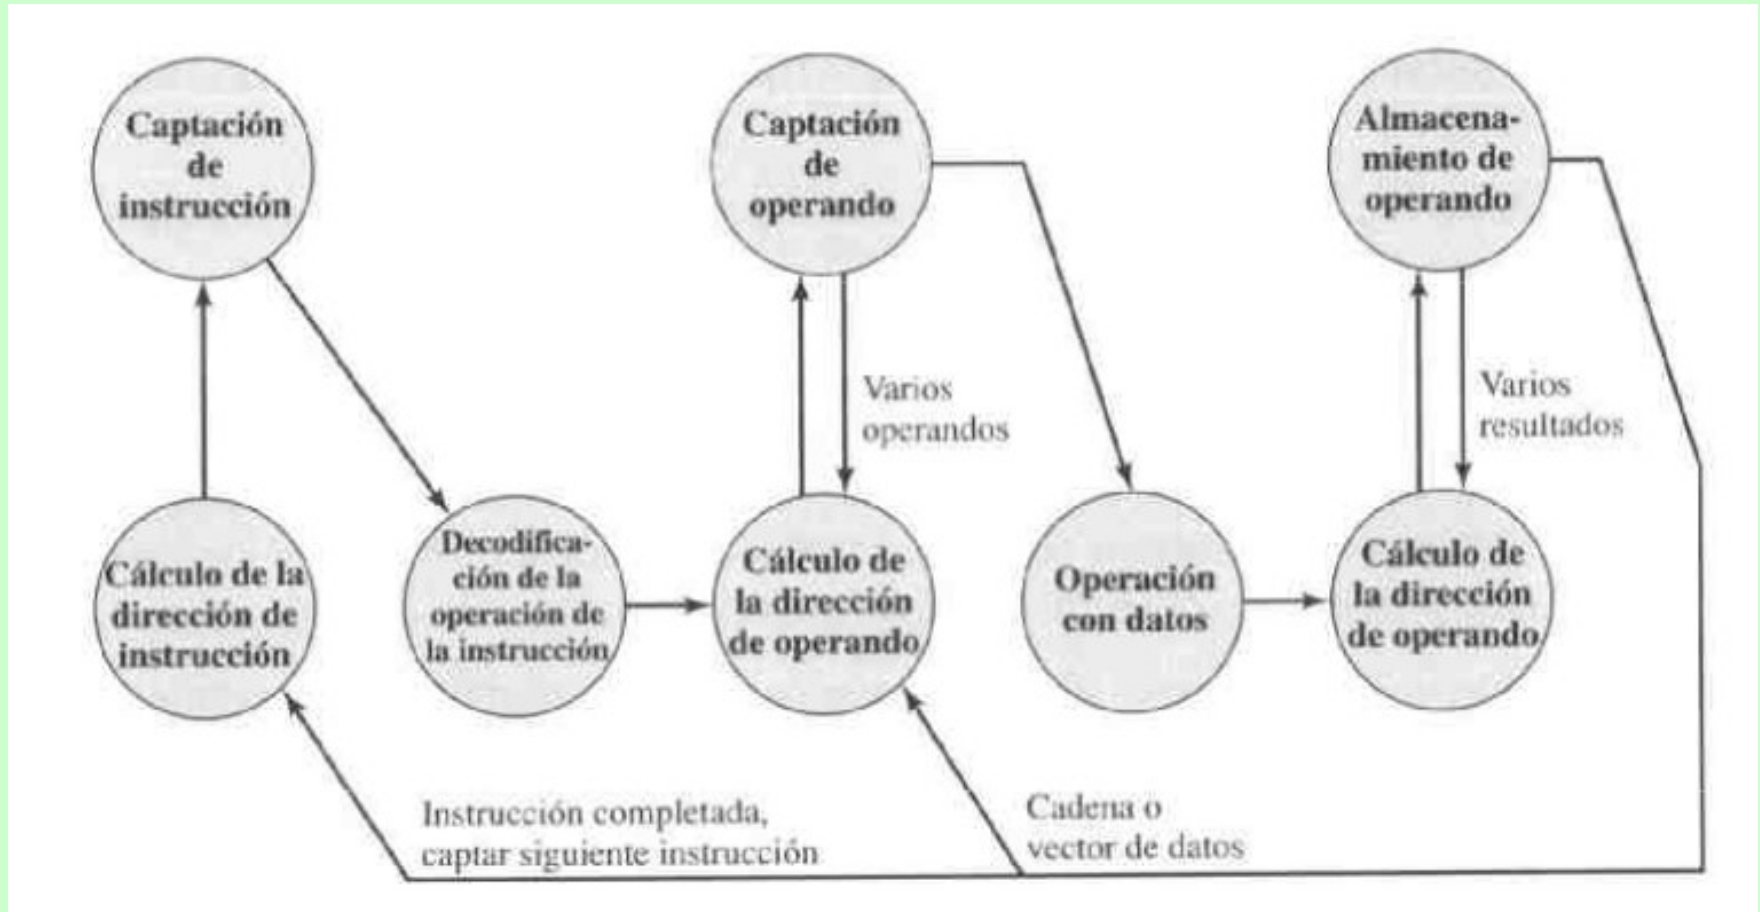 Captación
de
instrucción
Captación
de
operando
Almacena-
miento de
operando
Varios
operandos
Varios
resultados
Cálculo de la
dirección de
instrucción
Decodifica-
ción de la
operación de
la instrucción
Cálculo de
la dirección
de operando
Operación
con datos
Cálculo de
la dirección
de operando
Instrucción completada,
captar siguiente instrucción
Cadena o
vector de datos